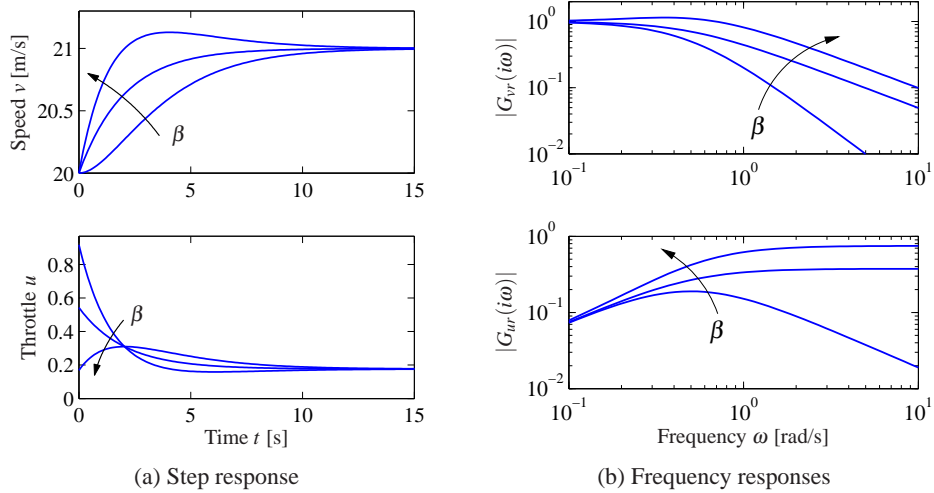 Speed v [m/s]
21
20.5
20
0
5
10
15
β
Throttle u
0.8
0.6
0.4
0.2
0
0
5
10
15
β
Time t [s]
(a) Step response
|G_vr(iω)|
10^0
10^−1
10^−2
10^−1
10^0
10^1
β
|G_ur(iω)|
10^0
10^−1
10^−2
10^−1
10^0
10^1
β
Frequency ω [rad/s]
(b) Frequency responses